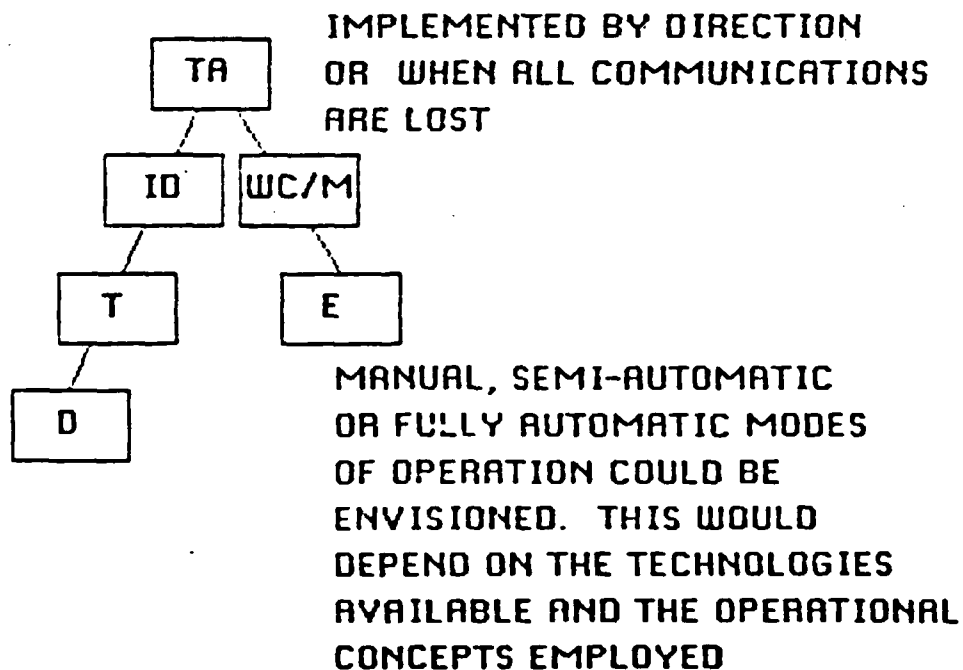 IMPLEMENTED BY DIRECTION
OR WHEN ALL COMMUNICATIONS
ARE LOST
TA
ID
WC/M
T
E
D
MANUAL, SEMI-AUTOMATIC
OR FULLY AUTOMATIC MODES
OF OPERATION COULD BE
ENVISIONED. THIS WOULD
DEPEND ON THE TECHNOLOGIES
AVAILABLE AND THE OPERATIONAL
CONCEPTS EMPLOYED